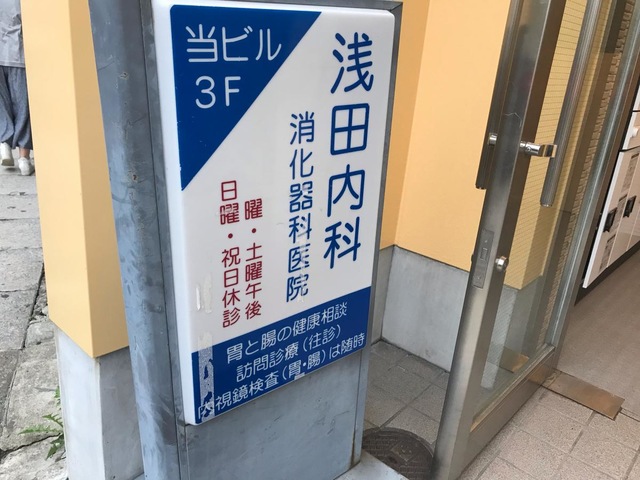 当ビル
3F
浅田内科
消化器科医院
曜・土曜午後
日曜・祝日休診
胃と腸の健康相談
訪問診療(往診)
内視鏡検査(胃・腸)は随時